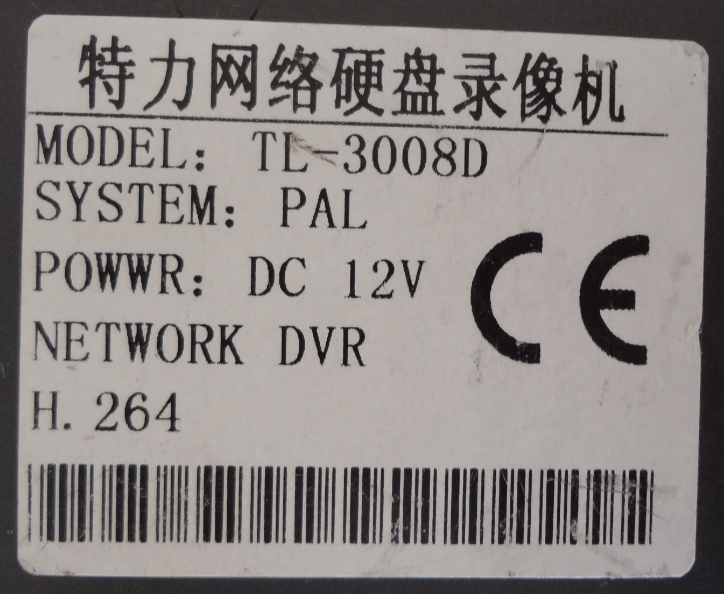 特力网络硬盘录像机
MODEL: TL-3008D
SYSTEM: PAL
POWWR: DC 12V
NETWORK DVR
H.264
CE